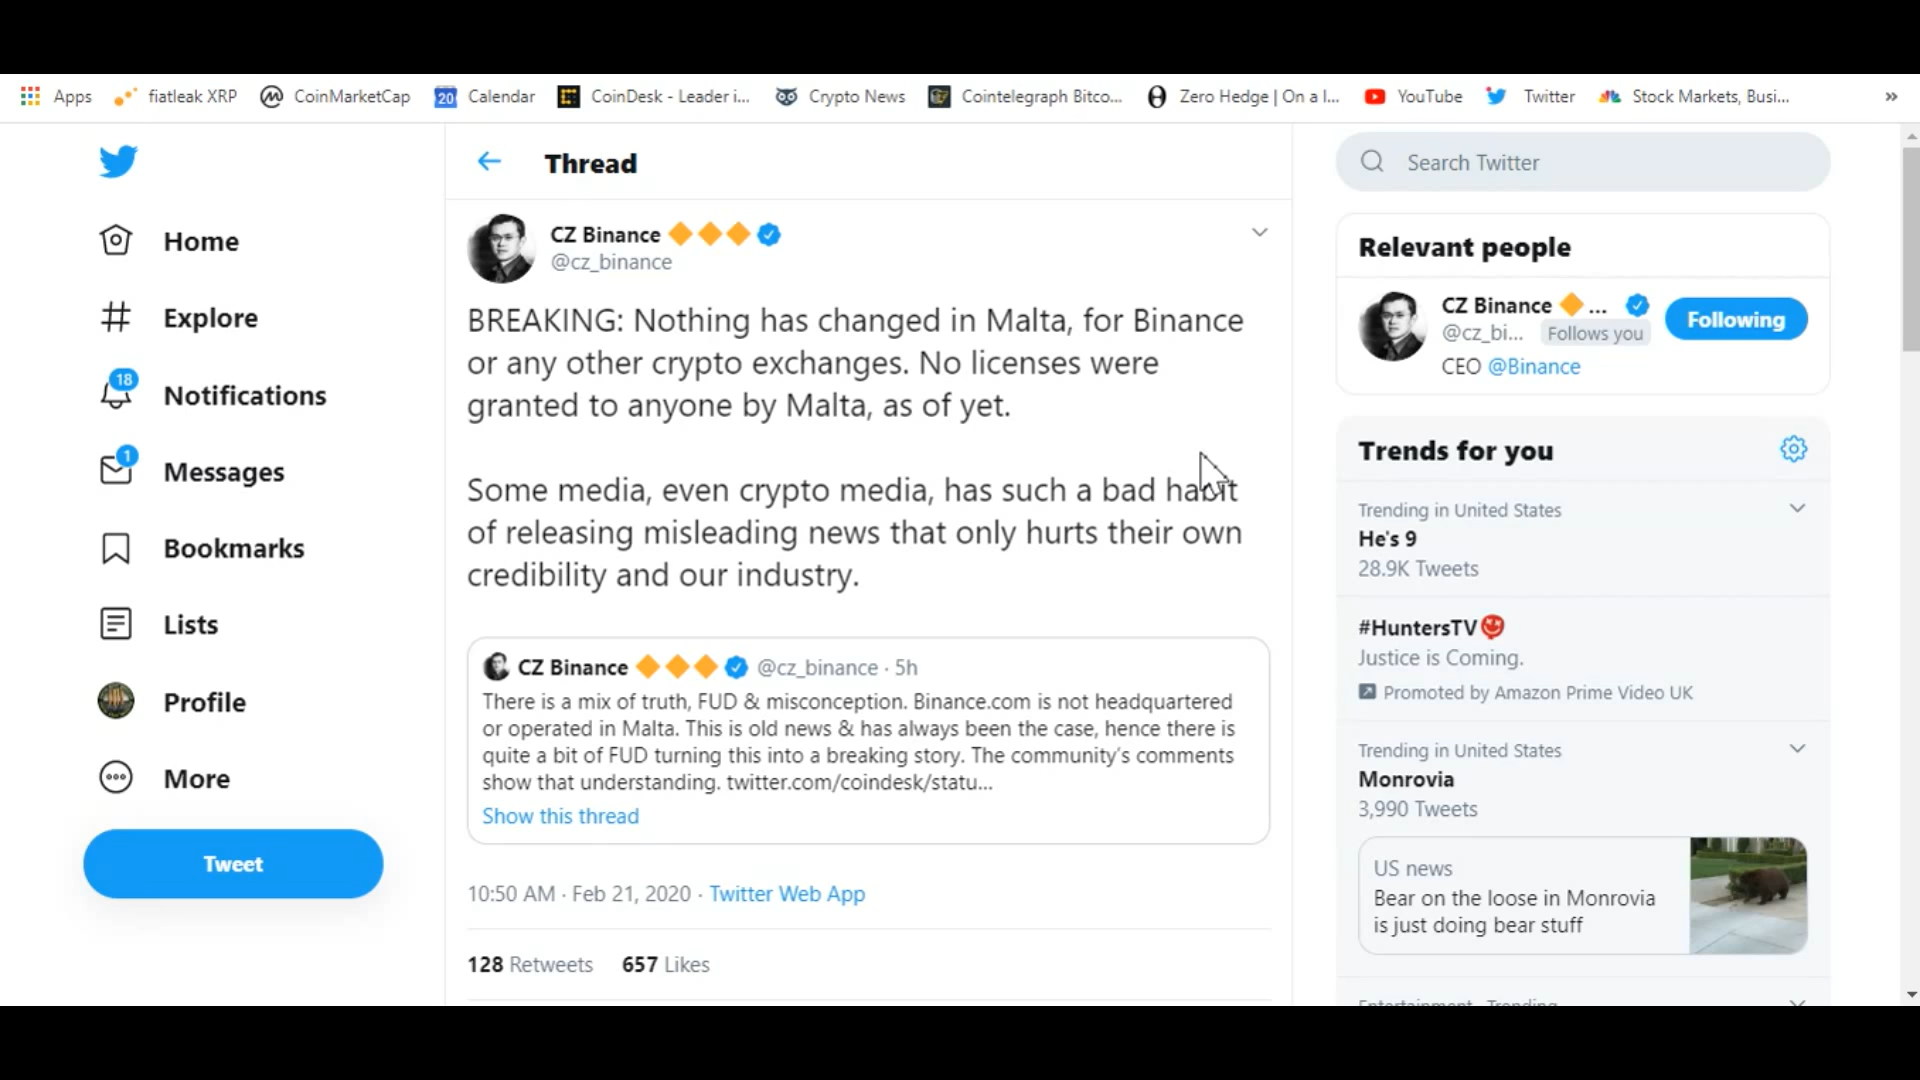 Apps fiatleak XRP CoinMarketCap 20 Calendar CoinDesk - Leader i... Crypto News Cointelegraph Bitco... Zero Hedge | On a l... YouTube Twitter Stock Markets, Busi... »
Thread
Search Twitter
Home
Explore
18
Notifications
1
Messages
Bookmarks
Lists
Profile
More
Tweet
CZ Binance
@cz_binance
BREAKING: Nothing has changed in Malta, for Binance
or any other crypto exchanges. No licenses were
granted to anyone by Malta, as of yet.
Some media, even crypto media, has such a bad habit
of releasing misleading news that only hurts their own
credibility and our industry.
CZ Binance @cz_binance · 5h
There is a mix of truth, FUD & misconception. Binance.com is not headquartered
or operated in Malta. This is old news & has always been the case, hence there is
quite a bit of FUD turning this into a breaking story. The community's comments
show that understanding. twitter.com/coindesk/statu...
Show this thread
10:50 AM · Feb 21, 2020 · Twitter Web App
128 Retweets 657 Likes
Relevant people
CZ Binance ...
@cz_bi... Follows you
Following
CEO @Binance
Trends for you
Trending in United States
He's 9
28.9K Tweets
#HuntersTV
Justice is Coming.
Promoted by Amazon Prime Video UK
Trending in United States
Monrovia
3,990 Tweets
US news
Bear on the loose in Monrovia
is just doing bear stuff
Entertainment · Trending